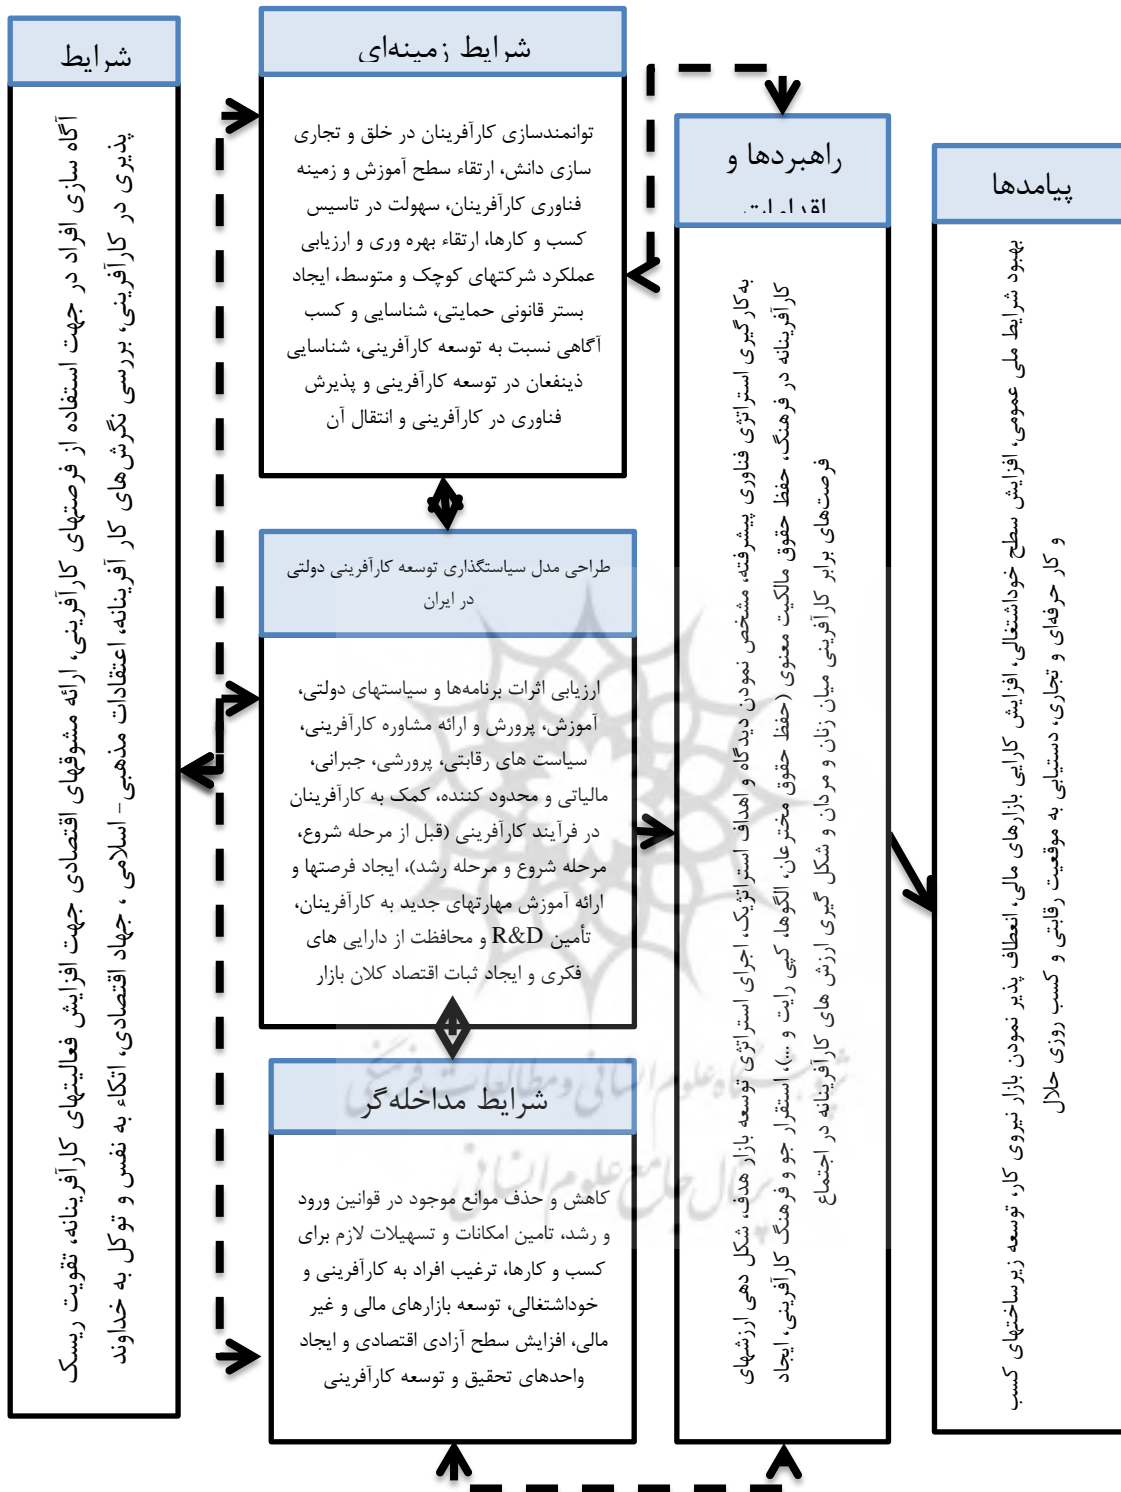 شرایط
آگاه سازی افراد در جهت استفاده از فرصتهای کارآفرینی، ارائه مشوقهای اقتصادی جهت افزایش فعالیتهای کارآفرینانه، تقویت ریسک
پذیری در کارآفرینی، بررسی نگرش‌های کار آفرینانه، اعتقادات مذهبی- اسلامی ، جهاد اقتصادی، اتکاء به نفس و توکل به خداوند
شرایط زمینه‌ای
توانمندسازی کارآفرینان در خلق و تجاری
سازی دانش، ارتقاء سطح آموزش و زمینه
فناوری کارآفرینان، سهولت در تاسیس
کسب و کارها، ارتقاء بهره وری و ارزیابی
عملکرد شرکتهای کوچک و متوسط، ایجاد
بستر قانونی حمایتی، شناسایی و کسب
آگاهی نسبت به توسعه کارآفرینی، شناسایی
ذینفعان در توسعه کارآفرینی و پذیرش
فناوری در کارآفرینی و انتقال آن
طراحی مدل سیاستگذاری توسعه کارآفرینی دولتی
در ایران
ارزیابی اثرات برنامه‌ها و سیاستهای دولتی،
آموزش، پرورش و ارائه مشاوره کارآفرینی،
سیاست های رقابتی، پرورشی، جبرانی،
مالیاتی و محدود کننده، کمک به کارآفرینان
در فرآیند کارآفرینی (قبل از مرحله شروع،
مرحله شروع و مرحله رشد)، ایجاد فرصتها و
ارائه آموزش مهارتهای جدید به کارآفرینان،
تأمین R&D و محافظت از دارایی های
فکری و ایجاد ثبات اقتصاد کلان بازار
شرایط مداخله‌گر
کاهش و حذف موانع موجود در قوانین ورود
و رشد، تامین امکانات و تسهیلات لازم برای
کسب و کارها، ترغیب افراد به کارآفرینی و
خوداشتغالی، توسعه بازارهای مالی و غیر
مالی، افزایش سطح آزادی اقتصادی و ایجاد
واحدهای تحقیق و توسعه کارآفرینی
راهبردها و
اقدامات
به‌کارگیری استراتژی فناوری پیشرفته، مشخص نمودن دیدگاه و اهداف استراتژیک، اجرای استراتژی توسعه بازار هدف، شکل دهی ارزشهای
کارآفرینانه در فرهنگ، حفظ حقوق مالکیت معنوی (حفظ حقوق مخترعان، الگوها، کپی رایت و ...)، استقرار جو و فرهنگ کارآفرینی، ایجاد
فرصت‌های برابر کارآفرینی میان زنان و مردان و شکل گیری ارزش های کارآفرینانه در اجتماع
پیامدها
بهبود شرایط ملی عمومی، افزایش سطح خوداشتغالی، افزایش کارایی بازارهای مالی، انعطاف پذیر نمودن بازار نیروی کار، توسعه زیرساختهای کسب
و کار حرفه‌ای و تجاری، دستیابی به موقعیت رقابتی و کسب روزی حلال
پژوهشگاه علوم انسانی و مطالعات فرهنگی
پرتال جامع علوم انسانی